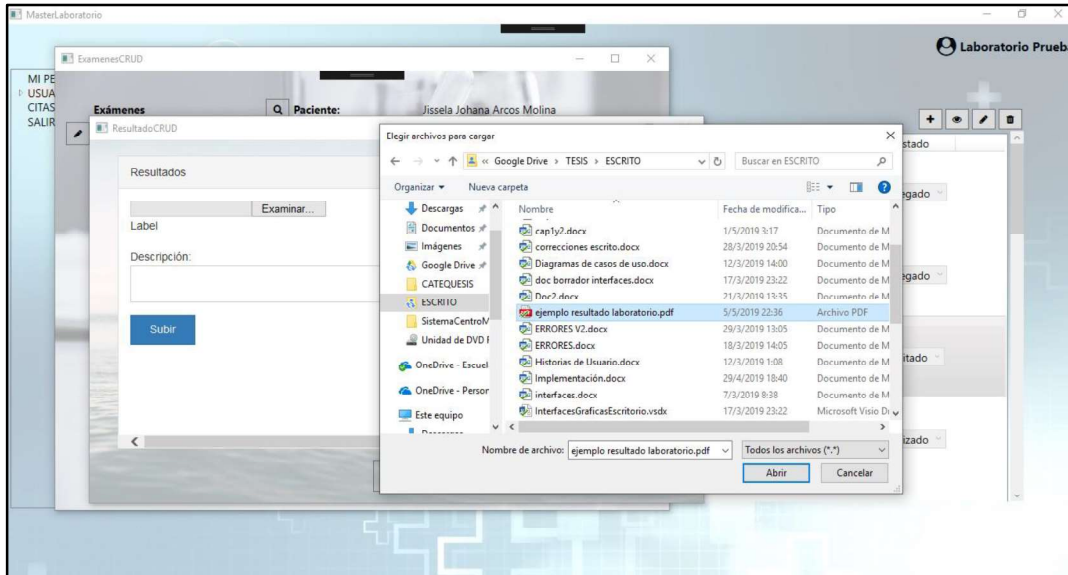 MasterLaboratorio
Laboratorio Prueb
ExamenesCRUD
MI PE
USUA
CITAS
SALIR
Exámenes
Paciente:
Jissela Johana Arcos Molina
ResultadoCRUD
stado
egado
egado
itado
izado
Resultados
Examinar...
Label
Descripción:
Subir
Elegir archivos para cargar
« Google Drive › TESIS › ESCRITO
Buscar en ESCRITO
Organizar
Nueva carpeta
Descargas
Documentos
Imágenes
Google Drive
CATEQUESIS
ESCRITO
SistemaCentroM
Unidad de DVD F
OneDrive - Escuel
OneDrive - Person
Este equipo
Nombre Fecha de modifica... Tipo
cap1y2.docx 1/5/2019 3:17 Documento de M
correcciones escrito.docx 28/3/2019 20:54 Documento de M
Diagramas de casos de uso.docx 12/3/2019 14:00 Documento de M
doc borrador interfaces.docx 17/3/2019 23:22 Documento de M
Doc2.docx 21/3/2019 13:35 Documento de M
ejemplo resultado laboratorio.pdf 5/5/2019 22:36 Archivo PDF
ERRORES V2.docx 29/3/2019 13:05 Documento de M
ERRORES.docx 18/3/2019 14:05 Documento de M
Historias de Usuario.docx 12/3/2019 1:08 Documento de M
Implementación.docx 29/4/2019 18:40 Documento de M
interfaces.docx 7/3/2019 8:38 Documento de M
InterfacesGraficasEscritorio.vsdx 17/3/2019 23:22 Microsoft Visio D
Nombre de archivo: ejemplo resultado laboratorio.pdf
Todos los archivos (*.*)
Abrir
Cancelar